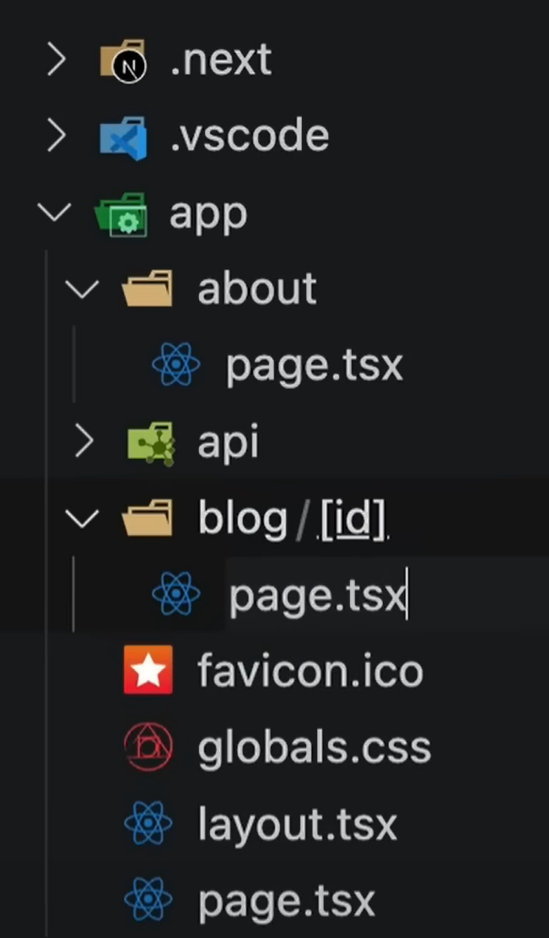 .next
.vscode
app
about
page.tsx
api
blog/[id]
page.tsx
favicon.ico
globals.css
layout.tsx
page.tsx